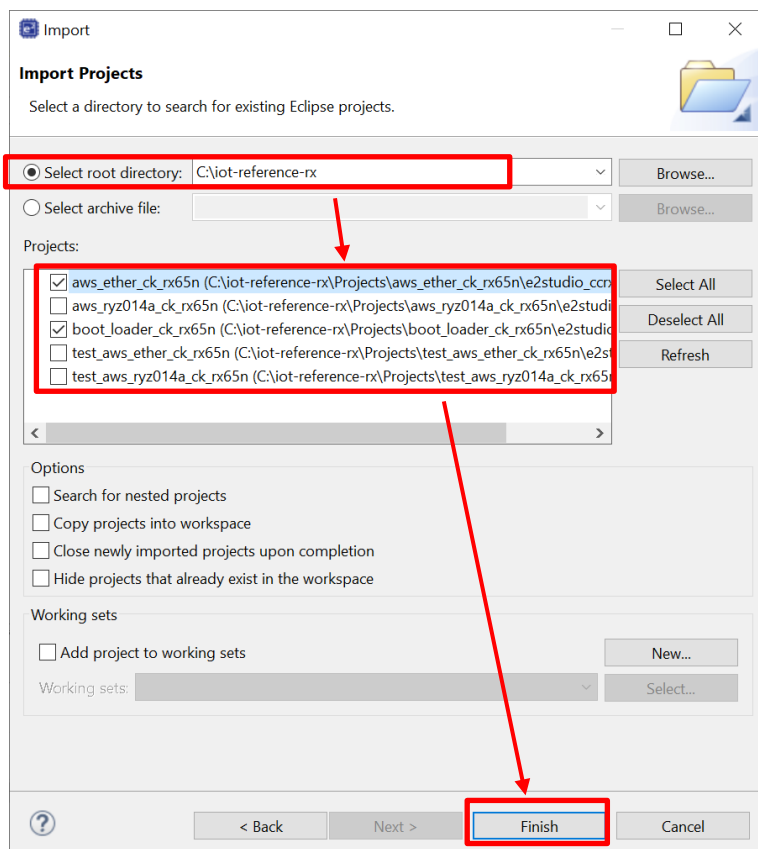 Import
Import Projects
Select a directory to search for existing Eclipse projects.
Select root directory: C:\iot-reference-rx Browse...
Select archive file: Browse...
Projects:
aws_ether_ck_rx65n (C:\iot-reference-rx\Projects\aws_ether_ck_rx65n\e2studio_ccrx
aws_ryz014a_ck_rx65n (C:\iot-reference-rx\Projects\aws_ryz014a_ck_rx65n\e2studi
boot_loader_ck_rx65n (C:\iot-reference-rx\Projects\boot_loader_ck_rx65n\e2studio
test_aws_ether_ck_rx65n (C:\iot-reference-rx\Projects\test_aws_ether_ck_rx65n\e2st
test_aws_ryz014a_ck_rx65n (C:\iot-reference-rx\Projects\test_aws_ryz014a_ck_rx65n
Select All
Deselect All
Refresh
Options
Search for nested projects
Copy projects into workspace
Close newly imported projects upon completion
Hide projects that already exist in the workspace
Working sets
Add project to working sets New...
Working sets: Select...
? < Back Next > Finish Cancel